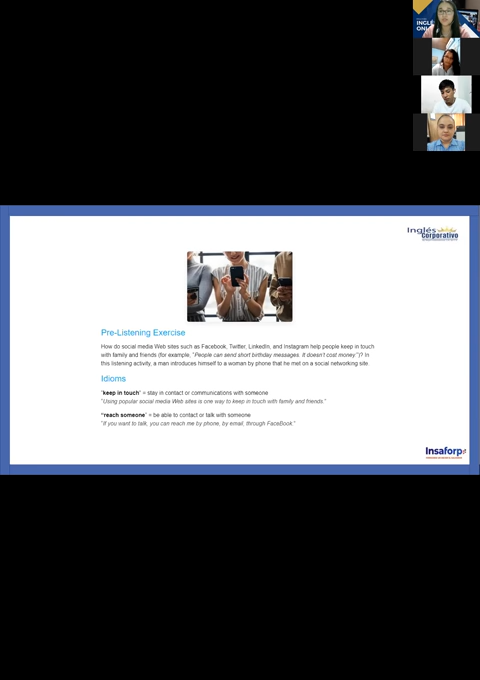 INGLÉ
ONL
Inglés
Corporativo
Pre-Listening Exercise
How do social media Web sites such as Facebook, Twitter, LinkedIn, and Instagram help people keep in touch
with family and friends (for example, "People can send short birthday messages. It doesn't cost money")? In
this listening activity, a man introduces himself to a woman by phone that he met on a social networking site.
Idioms
"keep in touch" = stay in contact or communications with someone
"Using popular social media Web sites is one way to keep in touch with family and friends."
"reach someone" = be able to contact or talk with someone
"If you want to talk, you can reach me by phone, by email, through FaceBook."
Insaforp